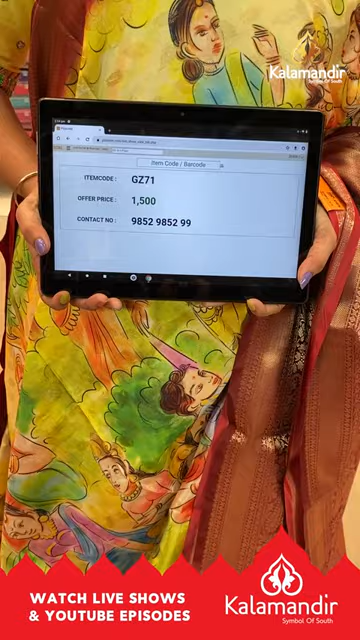 Kalamandir
Symbol Of South
Item Code / Barcode
ITEMCODE : GZ71
OFFER PRICE : 1,500
CONTACT NO : 9852 9852 99
WATCH LIVE SHOWS
& YOUTUBE EPISODES
Kalamandir
Symbol Of South